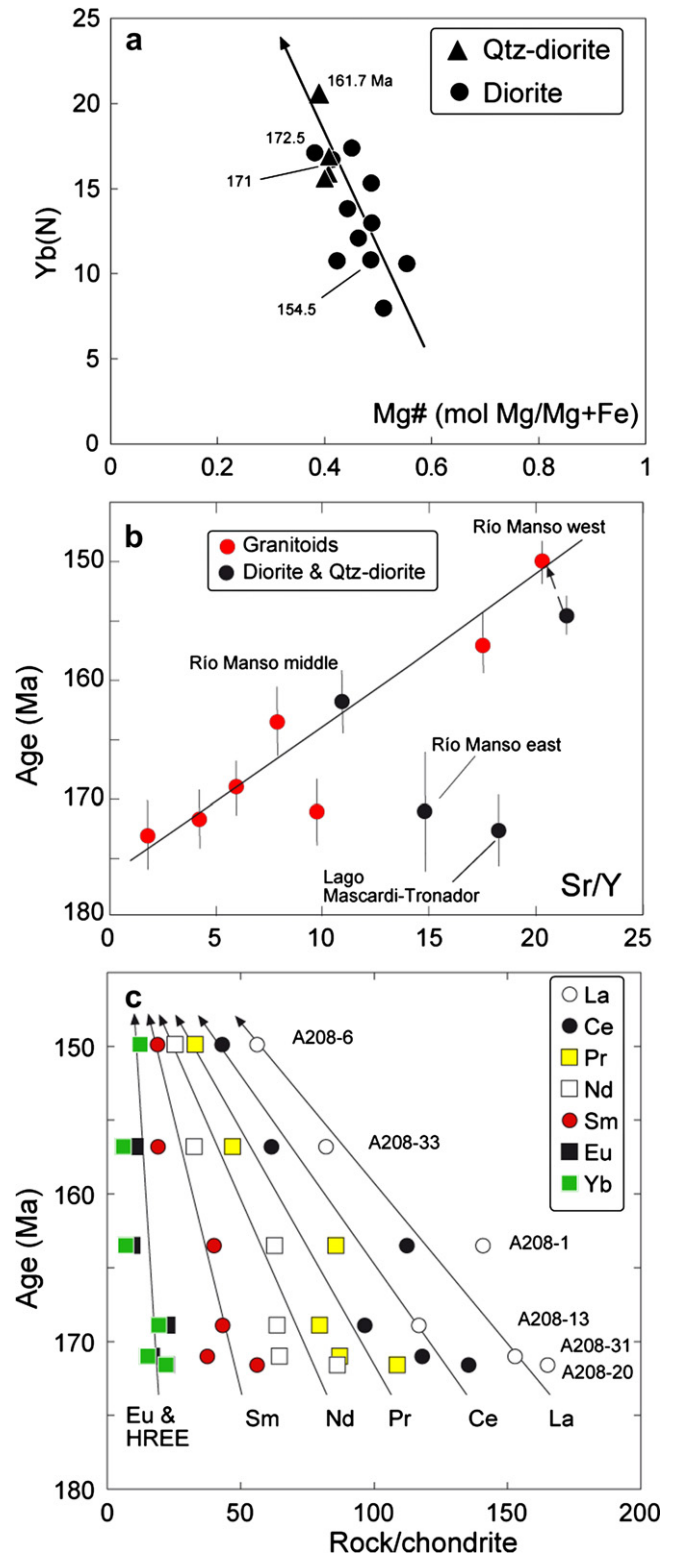 a
25
20
15
10
5
0
Yb(N)
Qtz-diorite
Diorite
161.7 Ma
172.5
171
154.5
Mg# (mol Mg/Mg+Fe)
0 0.2 0.4 0.6 0.8 1
b
150
160
170
180
Age (Ma)
Granitoids
Diorite & Qtz-diorite
Río Manso west
Río Manso middle
Río Manso east
Lago
Mascardi-Tronador
Sr/Y
0 5 10 15 20 25
c
150
160
170
180
Age (Ma)
La
Ce
Pr
Nd
Sm
Eu
Yb
A208-6
A208-33
A208-1
A208-13
A208-31
A208-20
Eu &
HREE
Sm Nd Pr Ce La
0 50 100 150 200
Rock/chondrite